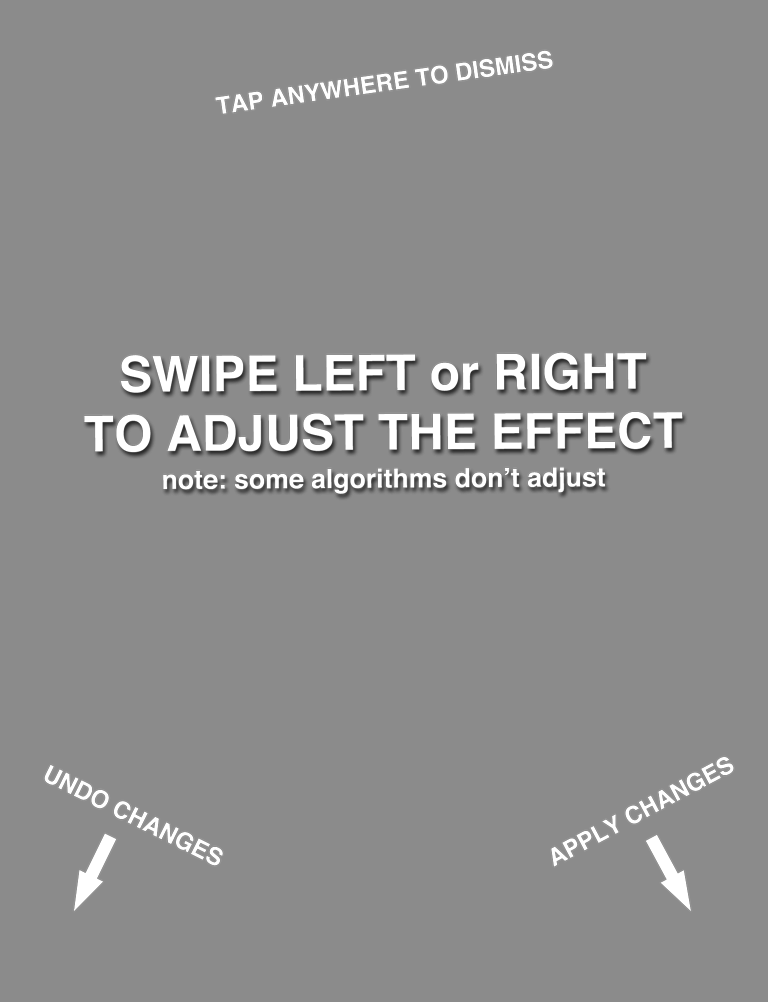 TAP ANYWHERE TO DISMISS
SWIPE LEFT or RIGHT
TO ADJUST THE EFFECT
note: some algorithms don’t adjust
UNDO CHANGES
APPLY CHANGES